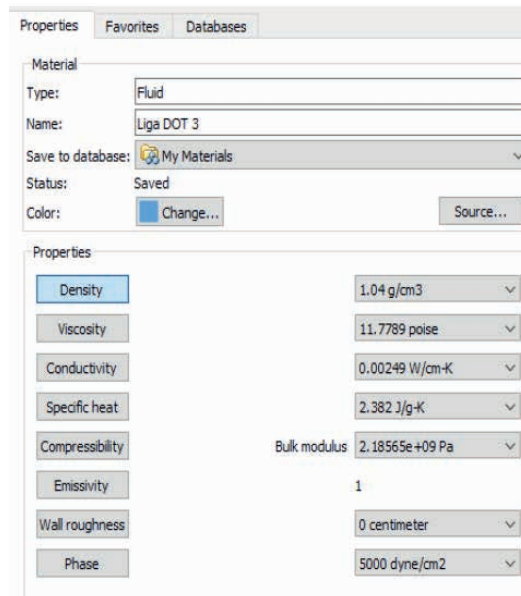 Properties Favorites Databases
Material
Type: Fluid
Name: Liga DOT 3
Save to database: My Materials
Status: Saved
Color: Change... Source...
Properties
Density 1.04 g/cm3
Viscosity 11.7789 poise
Conductivity 0.00249 W/cm-K
Specific heat 2.382 J/g-K
Compressibility Bulk modulus 2.18565e+09 Pa
Emissivity 1
Wall roughness 0 centimeter
Phase 5000 dyne/cm2